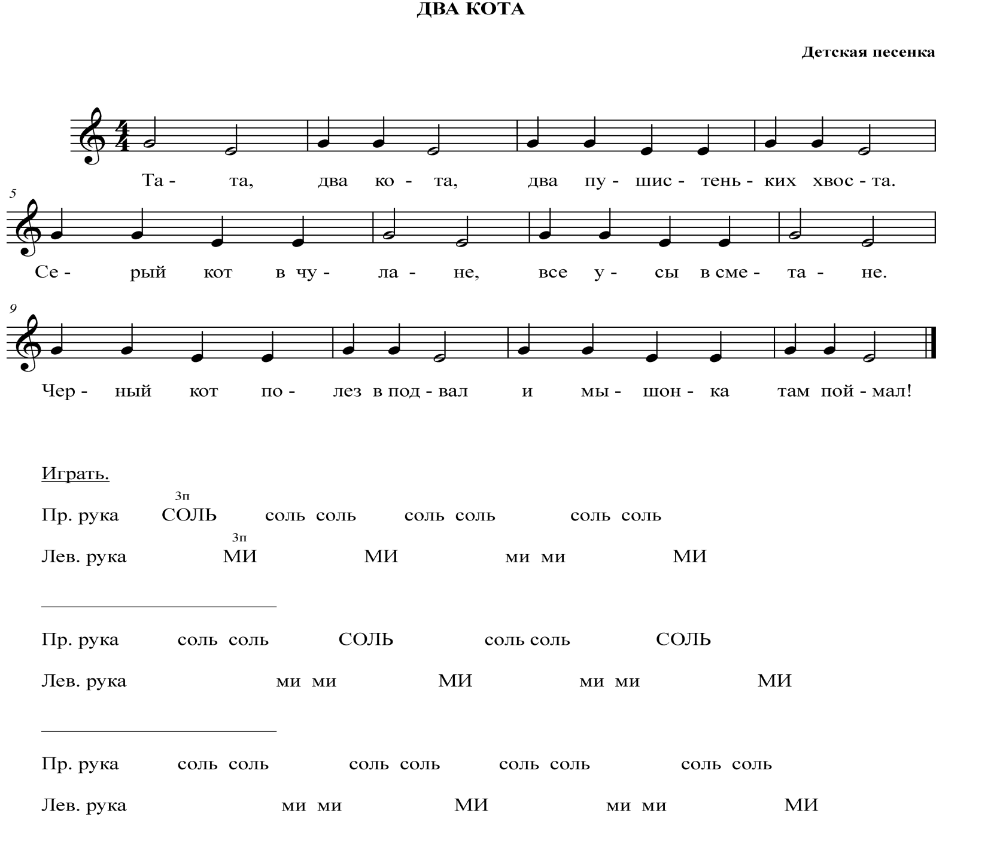 ДВА КОТА
Детская песенка
4
4
Та - та, два ко - та, два пу - шис - тень - ких хвос - та.
5
Се - рый кот в чу - ла - не, все у - сы в сме - та - не.
9
Чер - ный кот по - лез в под - вал и мы - шон - ка там пой - мал!
Играть.
3п
Пр. рука СОЛЬ соль соль соль соль соль соль
3п
Лев. рука МИ МИ ми ми МИ
Пр. рука соль соль СОЛЬ соль соль СОЛЬ
Лев. рука ми ми МИ ми ми МИ
Пр. рука соль соль соль соль соль соль соль соль
Лев. рука ми ми МИ ми ми МИ